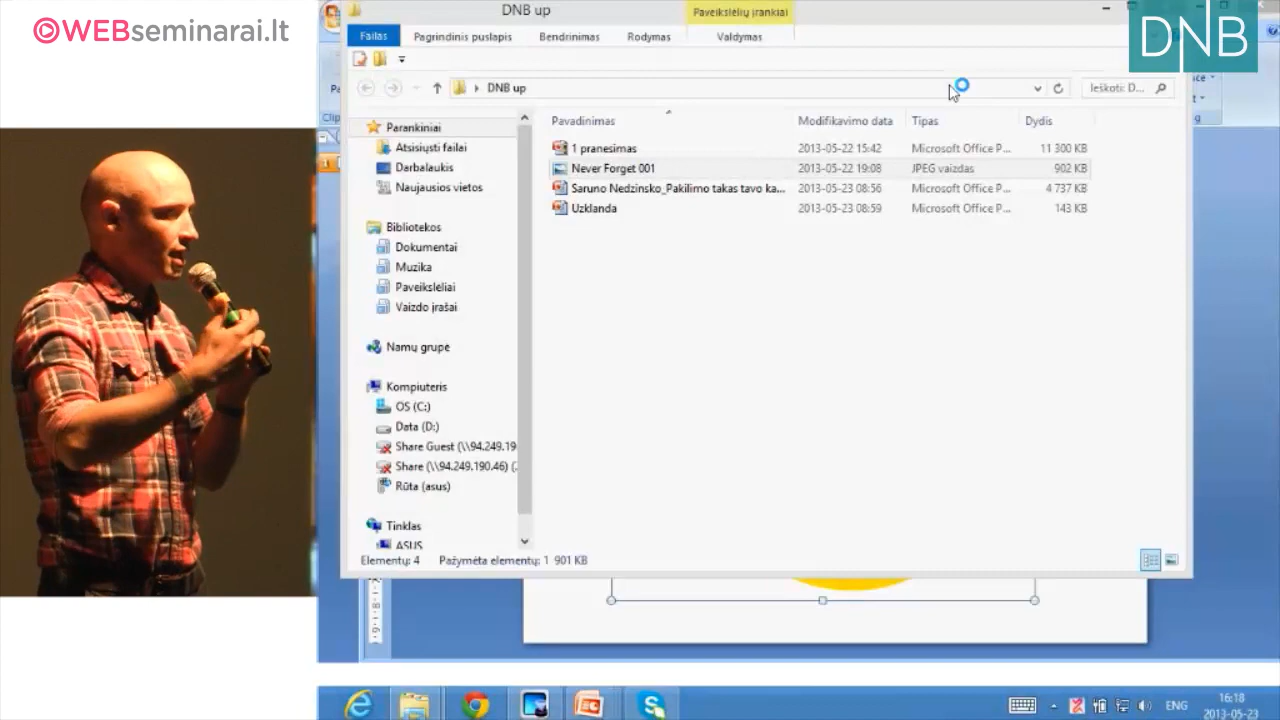 WEBseminarai.lt
DNB
DNB up
Paveikslėlių įrankiai
Failas
Pagrindinis puslapis
Bendrinimas
Rodymas
Valdymas
DNB up
Ieškoti: D...
Pavadinimas
Modifikavimo data
Tipas
Dydis
1 pranesimas 2013-05-22 15:42 Microsoft Office P... 11 300 KB
Never Forget 001 2013-05-22 19:08 JPEG vaizdas 902 KB
Saruno Nedzinsko_Pakilimo takas tavo ka... 2013-05-23 08:56 Microsoft Office P... 4 737 KB
Uzklanda 2013-05-23 08:59 Microsoft Office P... 143 KB
Parankiniai
Atsisiųsti failai
Darbalaukis
Naujausios vietos
Bibliotekos
Dokumentai
Muzika
Paveikslėliai
Vaizdo įrašai
Namų grupė
Kompiuteris
OS (C:)
Data (D:)
Share Guest (\\94.249.19
Share (\\94.249.190.46) (
Rūta (asus)
Tinklas
ASUS
Elementų: 4
Pažymėta elementų: 1 901 KB
ENG
16:18
2013-05-23